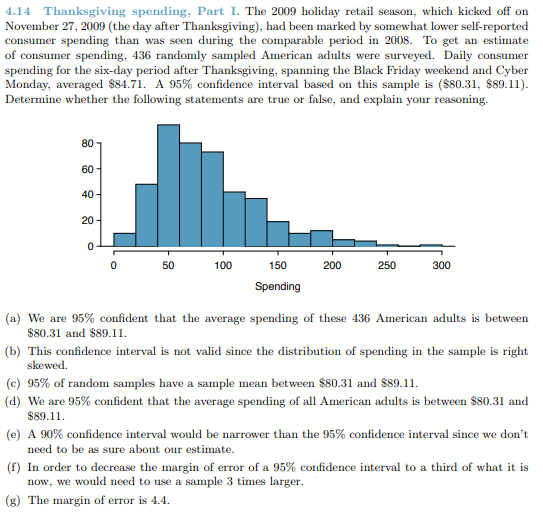 4.14 Thanksgiving spending, Part I. The 2009 holiday retail season, which kicked off on
November 27, 2009 (the day after Thanksgiving), had been marked by somewhat lower self-reported
consumer spending than was seen during the comparable period in 2008. To get an estimate
of consumer spending, 436 randomly sampled American adults were surveyed. Daily consumer
spending for the six-day period after Thanksgiving, spanning the Black Friday weekend and Cyber
Monday, averaged $84.71. A 95% confidence interval based on this sample is ($80.31, $89.11).
Determine whether the following statements are true or false, and explain your reasoning.
80
60
40
20
0
0 50 100 150 200 250 300
Spending
(a) We are 95% confident that the average spending of these 436 American adults is between
$80.31 and $89.11.
(b) This confidence interval is not valid since the distribution of spending in the sample is right
skewed.
(c) 95% of random samples have a sample mean between $80.31 and $89.11.
(d) We are 95% confident that the average spending of all American adults is between $80.31 and
$89.11.
(e) A 90% confidence interval would be narrower than the 95% confidence interval since we don't
need to be as sure about our estimate.
(f) In order to decrease the margin of error of a 95% confidence interval to a third of what it is
now, we would need to use a sample 3 times larger.
(g) The margin of error is 4.4.